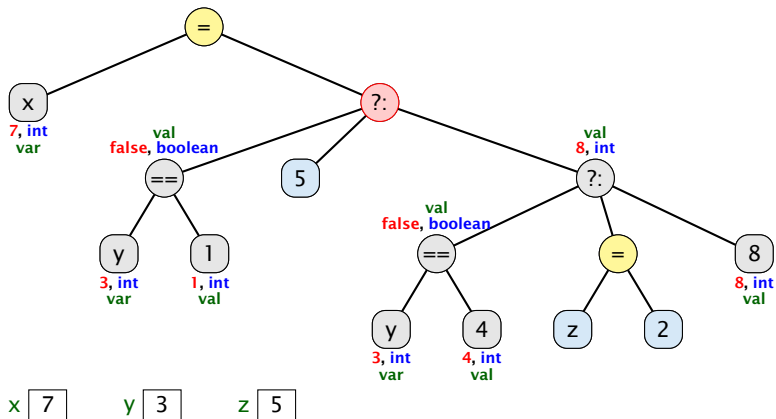 =
x
7, int
var
?:
val
false, boolean
==
5
val
8, int
?:
y
3, int
var
1
1, int
val
val
false, boolean
==
=
8
8, int
val
y
3, int
var
4
4, int
val
z
2
x 7 y 3 z 5